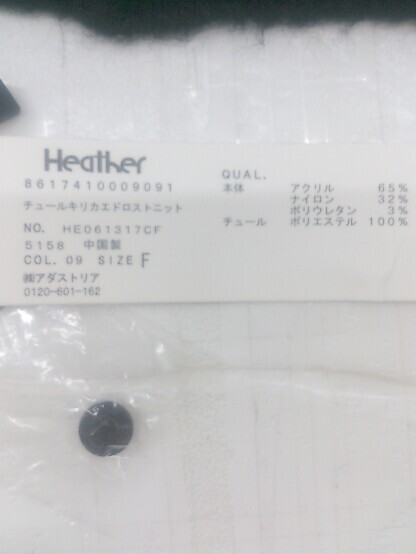 Heather
8617410009091
チュールキリカエドロストニット
NO. HE061317CF
5158 中国製
COL. 09 SIZE F
㈱アダストリア
0120-601-162
QUAL.
本体 アクリル 65%
ナイロン 32%
ポリウレタン 3%
チュール ポリエステル 100%